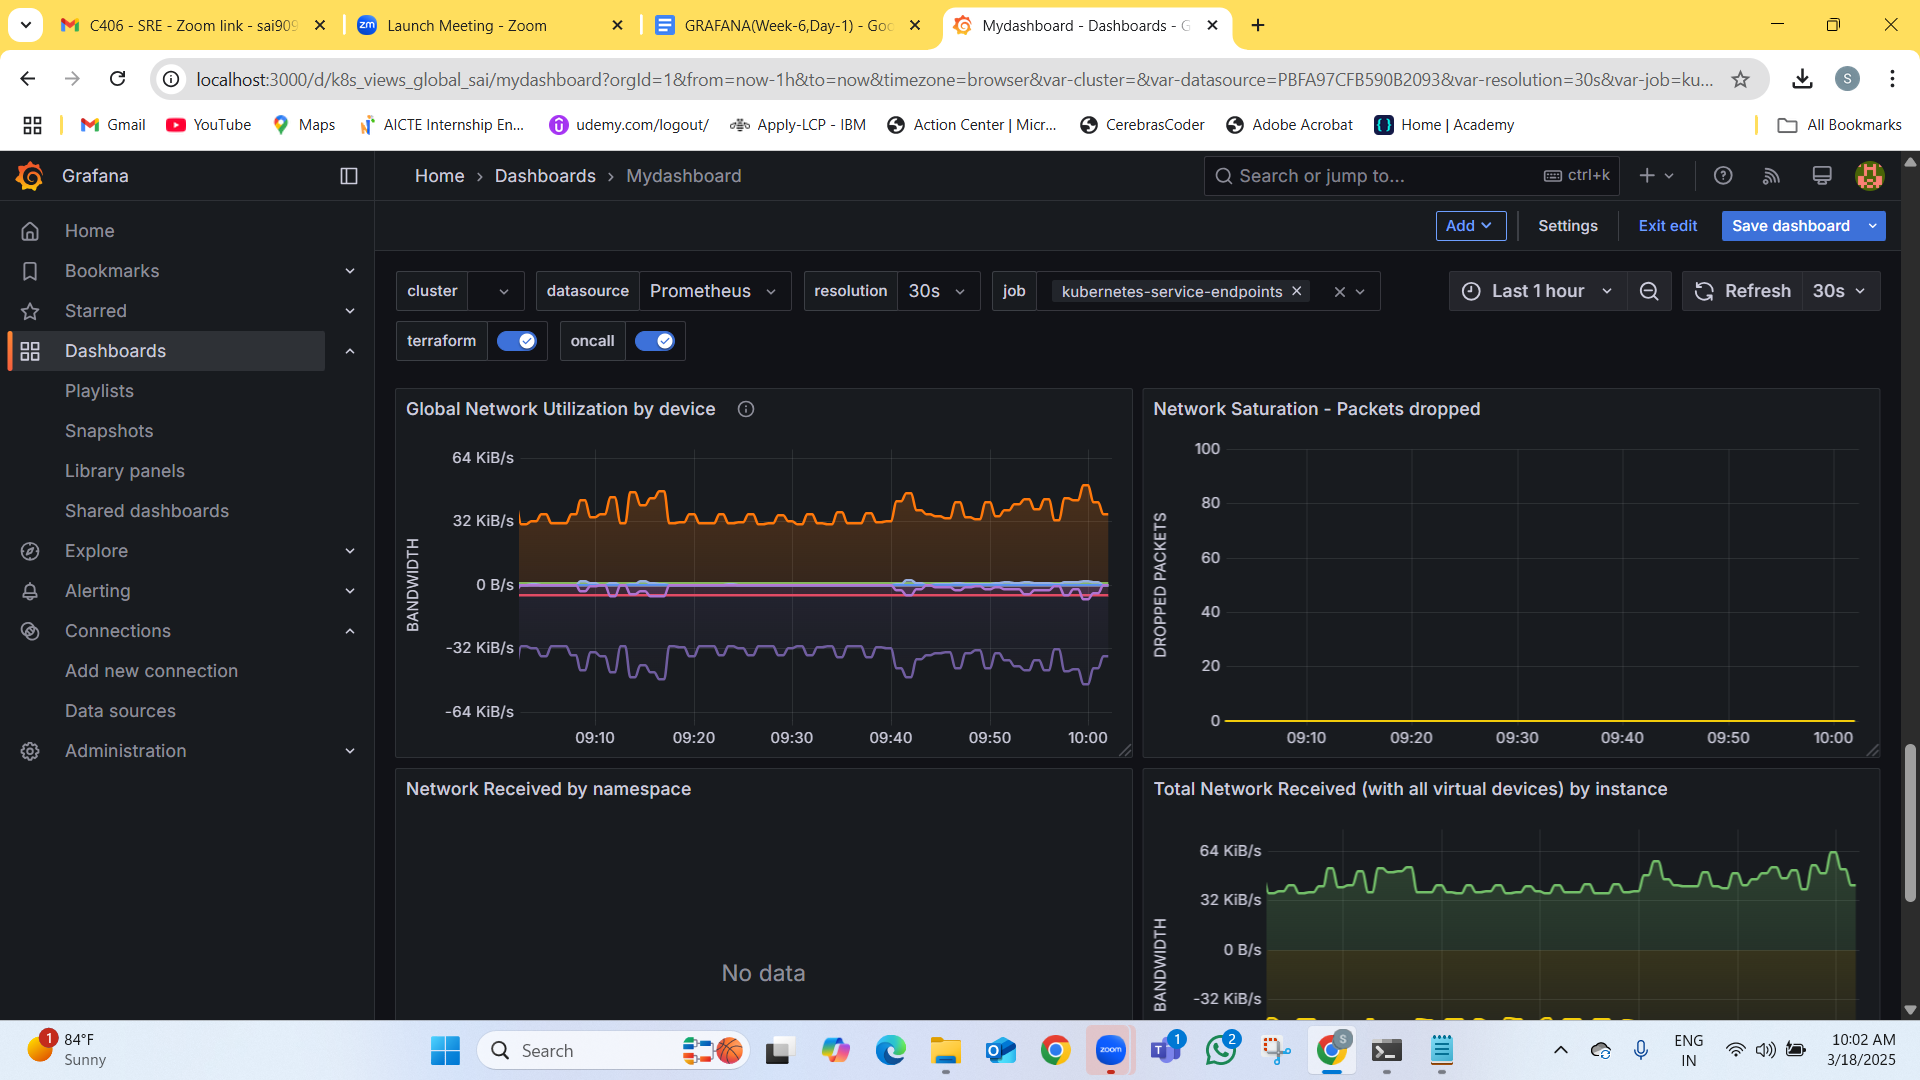 C406 - SRE - Zoom link - sai909
Launch Meeting - Zoom
GRAFANA(Week-6,Day-1) - Goo
Mydashboard - Dashboards - G
localhost:3000/d/k8s_views_global_sai/mydashboard?orgId=1&from=now-1h&to=now&timezone=browser&var-cluster=&var-datasource=PBFA97CFB590B2093&var-resolution=30s&var-job=ku...
S
Gmail
YouTube
Maps
AICTE Internship En...
udemy.com/logout/
Apply-LCP - IBM
Action Center | Micr...
CerebrasCoder
Adobe Acrobat
Home | Academy
All Bookmarks
Grafana
Home › Dashboards › Mydashboard
Search or jump to...
ctrl+k
Add
Settings
Exit edit
Save dashboard
Home
Bookmarks
Starred
Dashboards
Playlists
Snapshots
Library panels
Shared dashboards
Explore
Alerting
Connections
Add new connection
Data sources
Administration
cluster
datasource
Prometheus
resolution
30s
job
kubernetes-service-endpoints
Last 1 hour
Refresh
30s
terraform
oncall
Global Network Utilization by device
BANDWIDTH
64 KiB/s
32 KiB/s
0 B/s
-32 KiB/s
-64 KiB/s
09:10 09:20 09:30 09:40 09:50 10:00
Network Saturation - Packets dropped
DROPPED PACKETS
100
80
60
40
20
0
09:10 09:20 09:30 09:40 09:50 10:00
Network Received by namespace
No data
Total Network Received (with all virtual devices) by instance
BANDWIDTH
64 KiB/s
32 KiB/s
0 B/s
-32 KiB/s
1
84°F
Sunny
Search
zoom
1
2
S
ENG
IN
10:02 AM
3/18/2025